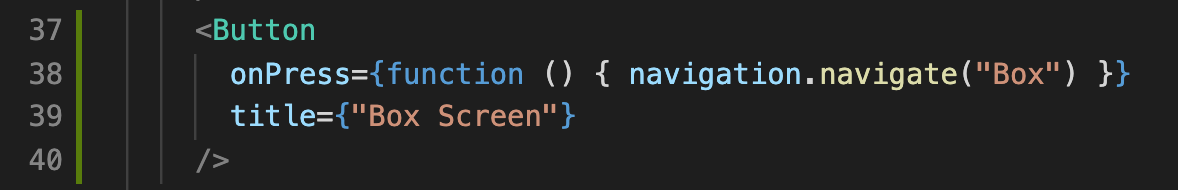 37 <Button
38 onPress={function () { navigation.navigate("Box") }}
39 title={"Box Screen"}
40 />